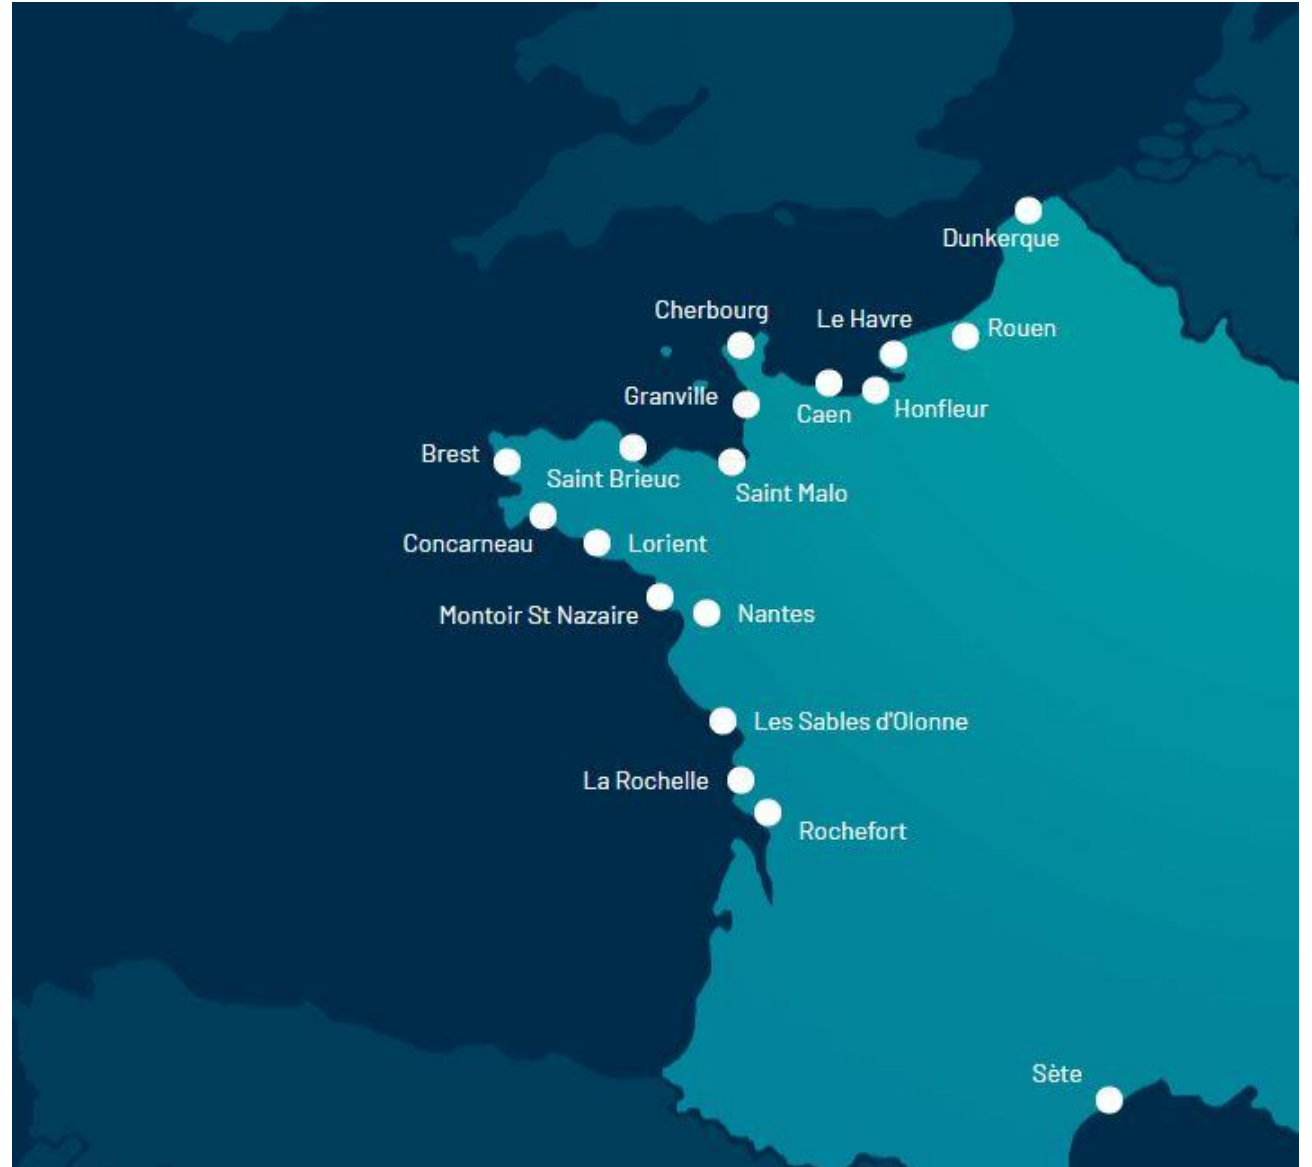 Dunkerque
Cherbourg
Le Havre
Rouen
Granville
Caen
Honfleur
Brest
Saint Brieuc
Saint Malo
Concarneau
Lorient
Montoir St Nazaire
Nantes
Les Sables d'Olonne
La Rochelle
Rochefort
Sète